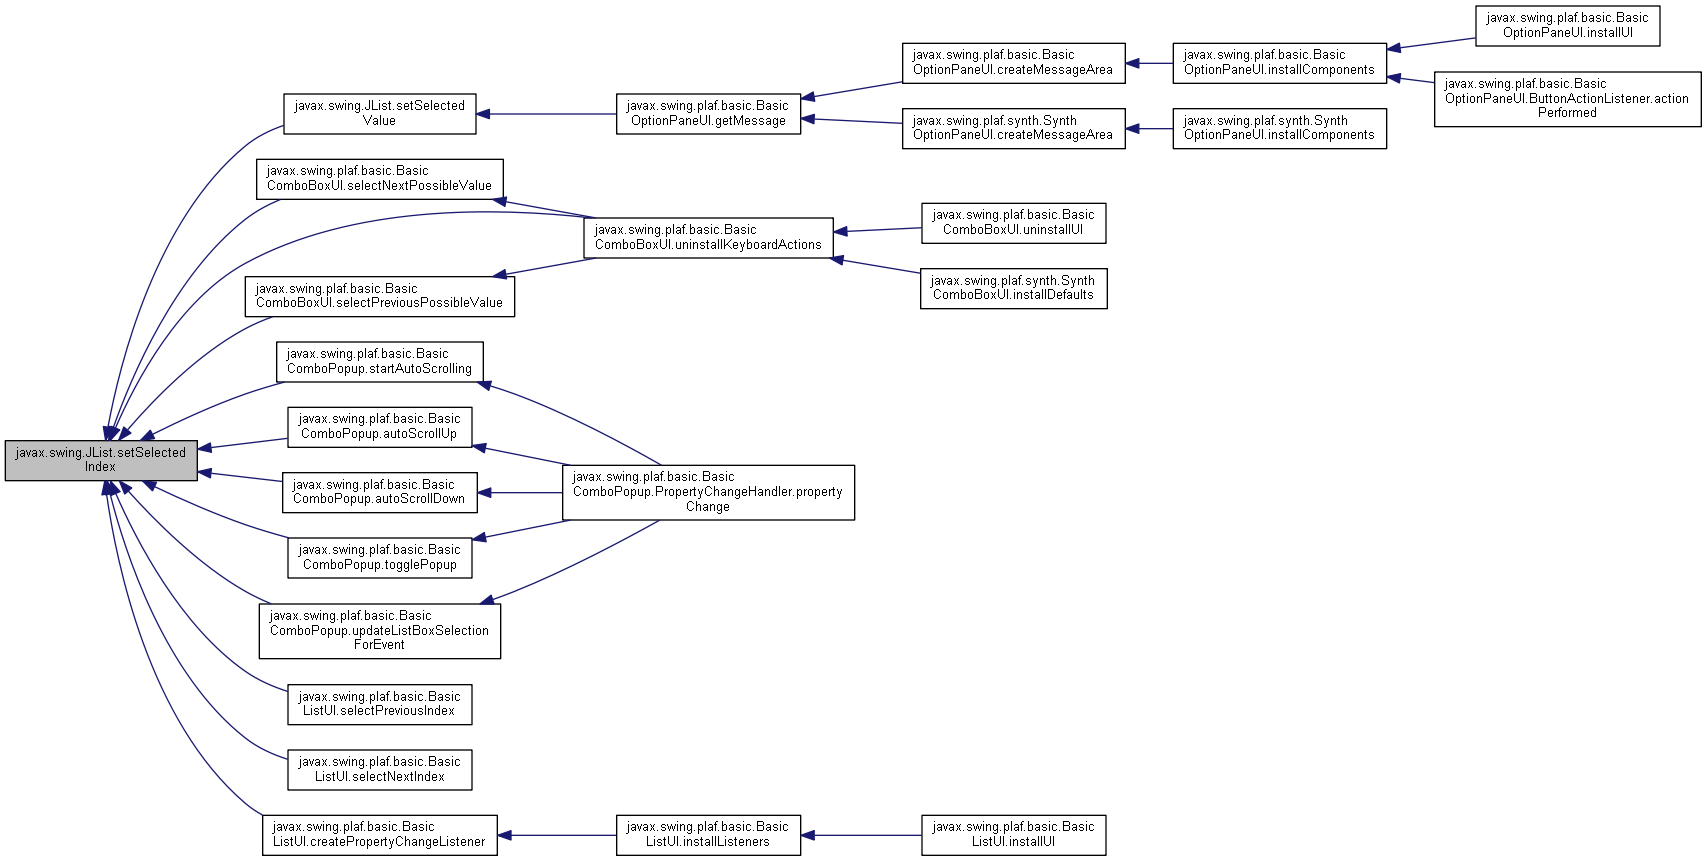 javax.swing.plaf.basic.Basic
OptionPaneUI.installUI
javax.swing.plaf.basic.Basic
OptionPaneUI.createMessageArea
javax.swing.plaf.basic.Basic
OptionPaneUI.installComponents
javax.swing.plaf.basic.Basic
OptionPaneUI.ButtonActionListener.action
Performed
javax.swing.JList.setSelected
Value
javax.swing.plaf.basic.Basic
OptionPaneUI.getMessage
javax.swing.plaf.synth.Synth
OptionPaneUI.createMessageArea
javax.swing.plaf.synth.Synth
OptionPaneUI.installComponents
javax.swing.plaf.basic.Basic
ComboBoxUI.selectNextPossibleValue
javax.swing.plaf.basic.Basic
ComboBoxUI.uninstallKeyboardActions
javax.swing.plaf.basic.Basic
ComboBoxUI.uninstallUI
javax.swing.plaf.synth.Synth
ComboBoxUI.installDefaults
javax.swing.plaf.basic.Basic
ComboBoxUI.selectPreviousPossibleValue
javax.swing.plaf.basic.Basic
ComboPopup.startAutoScrolling
javax.swing.plaf.basic.Basic
ComboPopup.autoScrollUp
javax.swing.JList.setSelected
Index
javax.swing.plaf.basic.Basic
ComboPopup.autoScrollDown
javax.swing.plaf.basic.Basic
ComboPopup.PropertyChangeHandler.property
Change
javax.swing.plaf.basic.Basic
ComboPopup.togglePopup
javax.swing.plaf.basic.Basic
ComboPopup.updateListBoxSelection
ForEvent
javax.swing.plaf.basic.Basic
ListUI.selectPreviousIndex
javax.swing.plaf.basic.Basic
ListUI.selectNextIndex
javax.swing.plaf.basic.Basic
ListUI.createPropertyChangeListener
javax.swing.plaf.basic.Basic
ListUI.installListeners
javax.swing.plaf.basic.Basic
ListUI.installUI